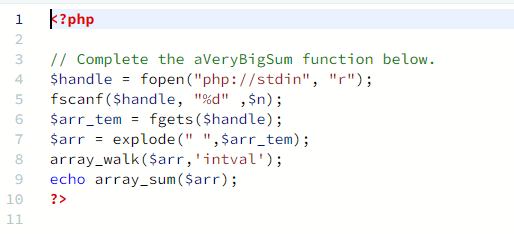 1 <?php
2
3 // Complete the aVeryBigSum function below.
4 $handle = fopen("php://stdin", "r");
5 fscanf($handle, "%d" ,$n);
6 $arr_tem = fgets($handle);
7 $arr = explode(" ",$arr_tem);
8 array_walk($arr,'intval');
9 echo array_sum($arr);
10 ?>
11